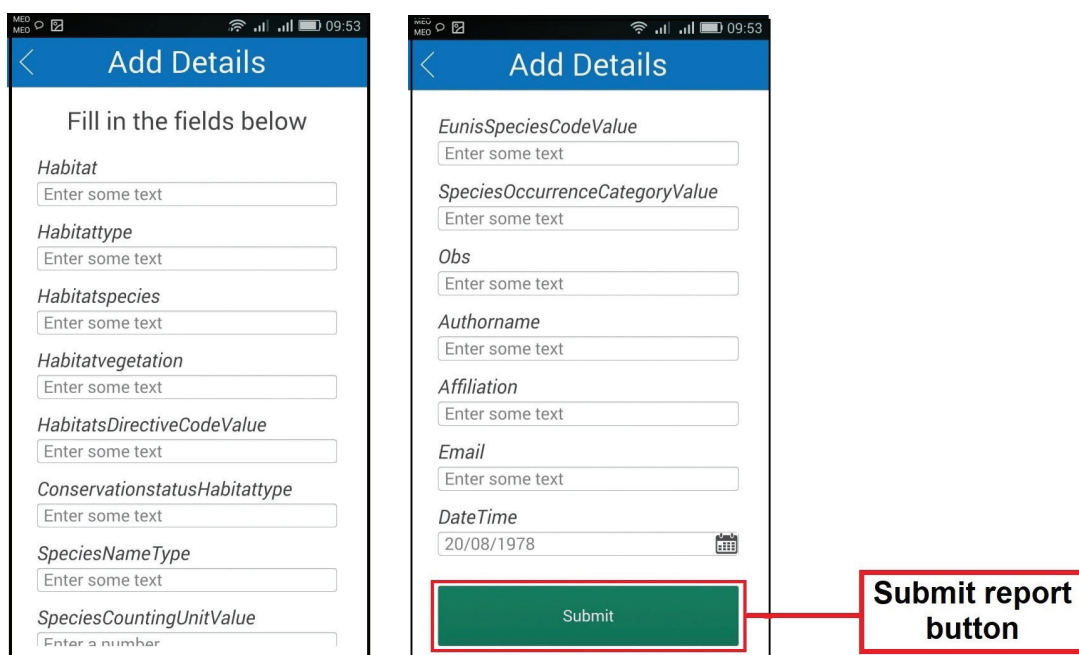 MEO
MEO
09:53
Add Details
Fill in the fields below
Habitat
Enter some text
Habitattype
Enter some text
Habitatspecies
Enter some text
Habitatvegetation
Enter some text
HabitatsDirectiveCodeValue
Enter some text
ConservationstatusHabitattype
Enter some text
SpeciesNameType
Enter some text
SpeciesCountingUnitValue
Enter a number
MEO
MEO
09:53
Add Details
EunisSpeciesCodeValue
Enter some text
SpeciesOccurrenceCategoryValue
Enter some text
Obs
Enter some text
Authorname
Enter some text
Affiliation
Enter some text
Email
Enter some text
DateTime
20/08/1978
Submit
Submit report
button